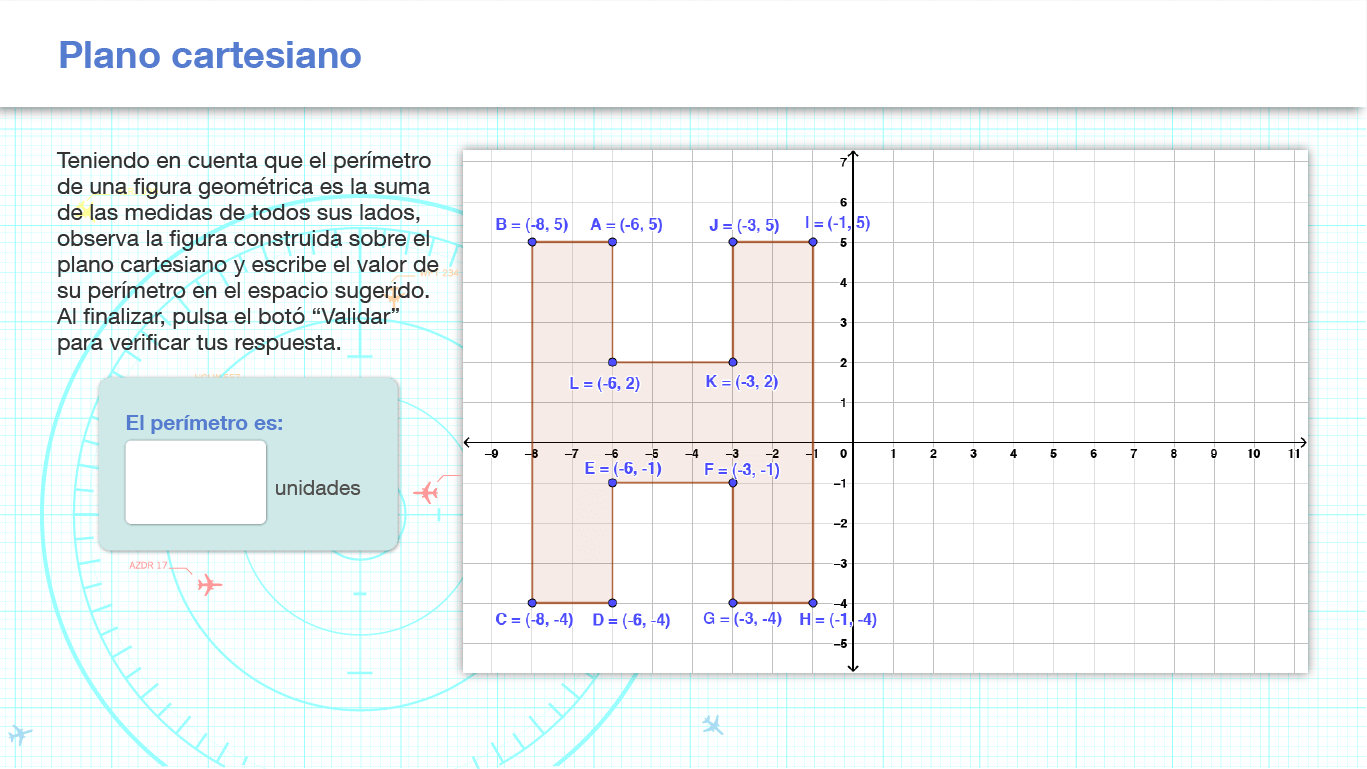 Plano cartesiano
Teniendo en cuenta que el perímetro
de una figura geométrica es la suma
de las medidas de todos sus lados,
observa la figura construida sobre el
plano cartesiano y escribe el valor de
su perímetro en el espacio sugerido.
Al finalizar, pulsa el botó “Validar”
para verificar tus respuesta.
El perímetro es:
unidades
AZDR 17
7
6
B = (-8, 5) A = (-6, 5) J = (-3, 5) I = (-1, 5)
5
4
3
2
L = (-6, 2) K = (-3, 2)
1
−9 −8 −7 −6 −5 −4 −3 −2 −1 0 1 2 3 4 5 6 7 8 9 10 11
E = (-6, -1) F = (-3, -1)
−1
−2
−3
−4
C = (-8, -4) D = (-6, -4) G = (-3, -4) H = (-1, -4)
−5